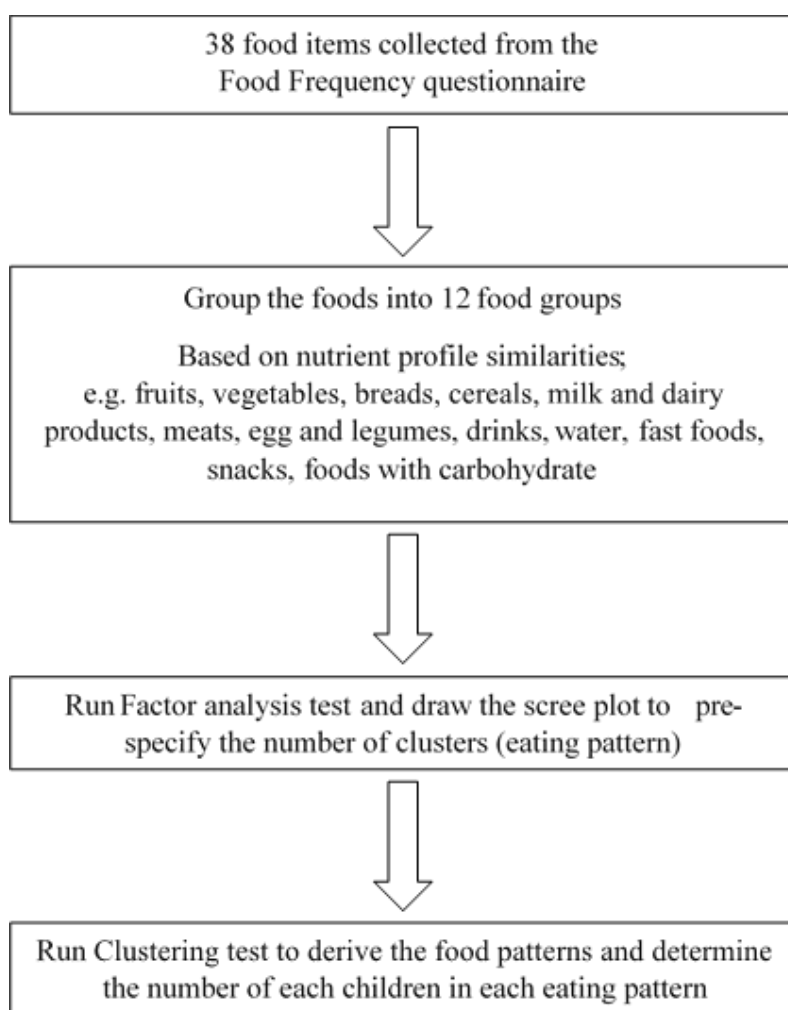 38 food items collected from the
Food Frequency questionnaire
Group the foods into 12 food groups
Based on nutrient profile similarities;
e.g. fruits, vegetables, breads, cereals, milk and dairy
products, meats, egg and legumes, drinks, water, fast foods,
snacks, foods with carbohydrate
Run Factor analysis test and draw the scree plot to pre-
specify the number of clusters (eating pattern)
Run Clustering test to derive the food patterns and determine
the number of each children in each eating pattern